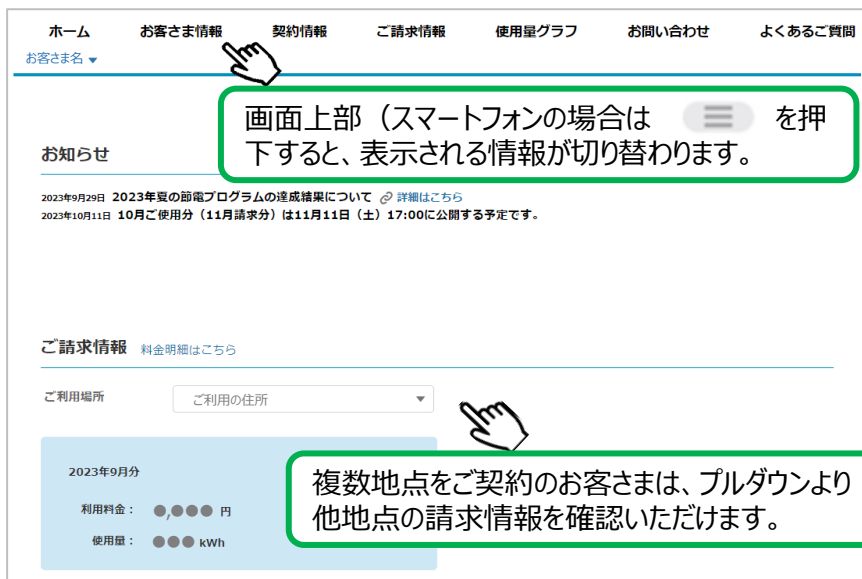 ホーム お客さま情報 契約情報 ご請求情報 使用量グラフ お問い合わせ よくあるご質問
お客さま名
画面上部（スマートフォンの場合は ≡ を押
下すると、表示される情報が切り替わります。
お知らせ
2023年9月29日 2023年夏の節電プログラムの達成結果について 詳細はこちら
2023年10月11日 10月ご使用分（11月請求分）は11月11日（土）17:00に公開する予定です。
ご請求情報 料金明細はこちら
ご利用場所 ご利用の住所
2023年9月分
複数地点をご契約のお客さまは、プルダウンより
他地点の請求情報を確認いただけます。
利用料金： ●,●●● 円
使用量： ●●● kWh